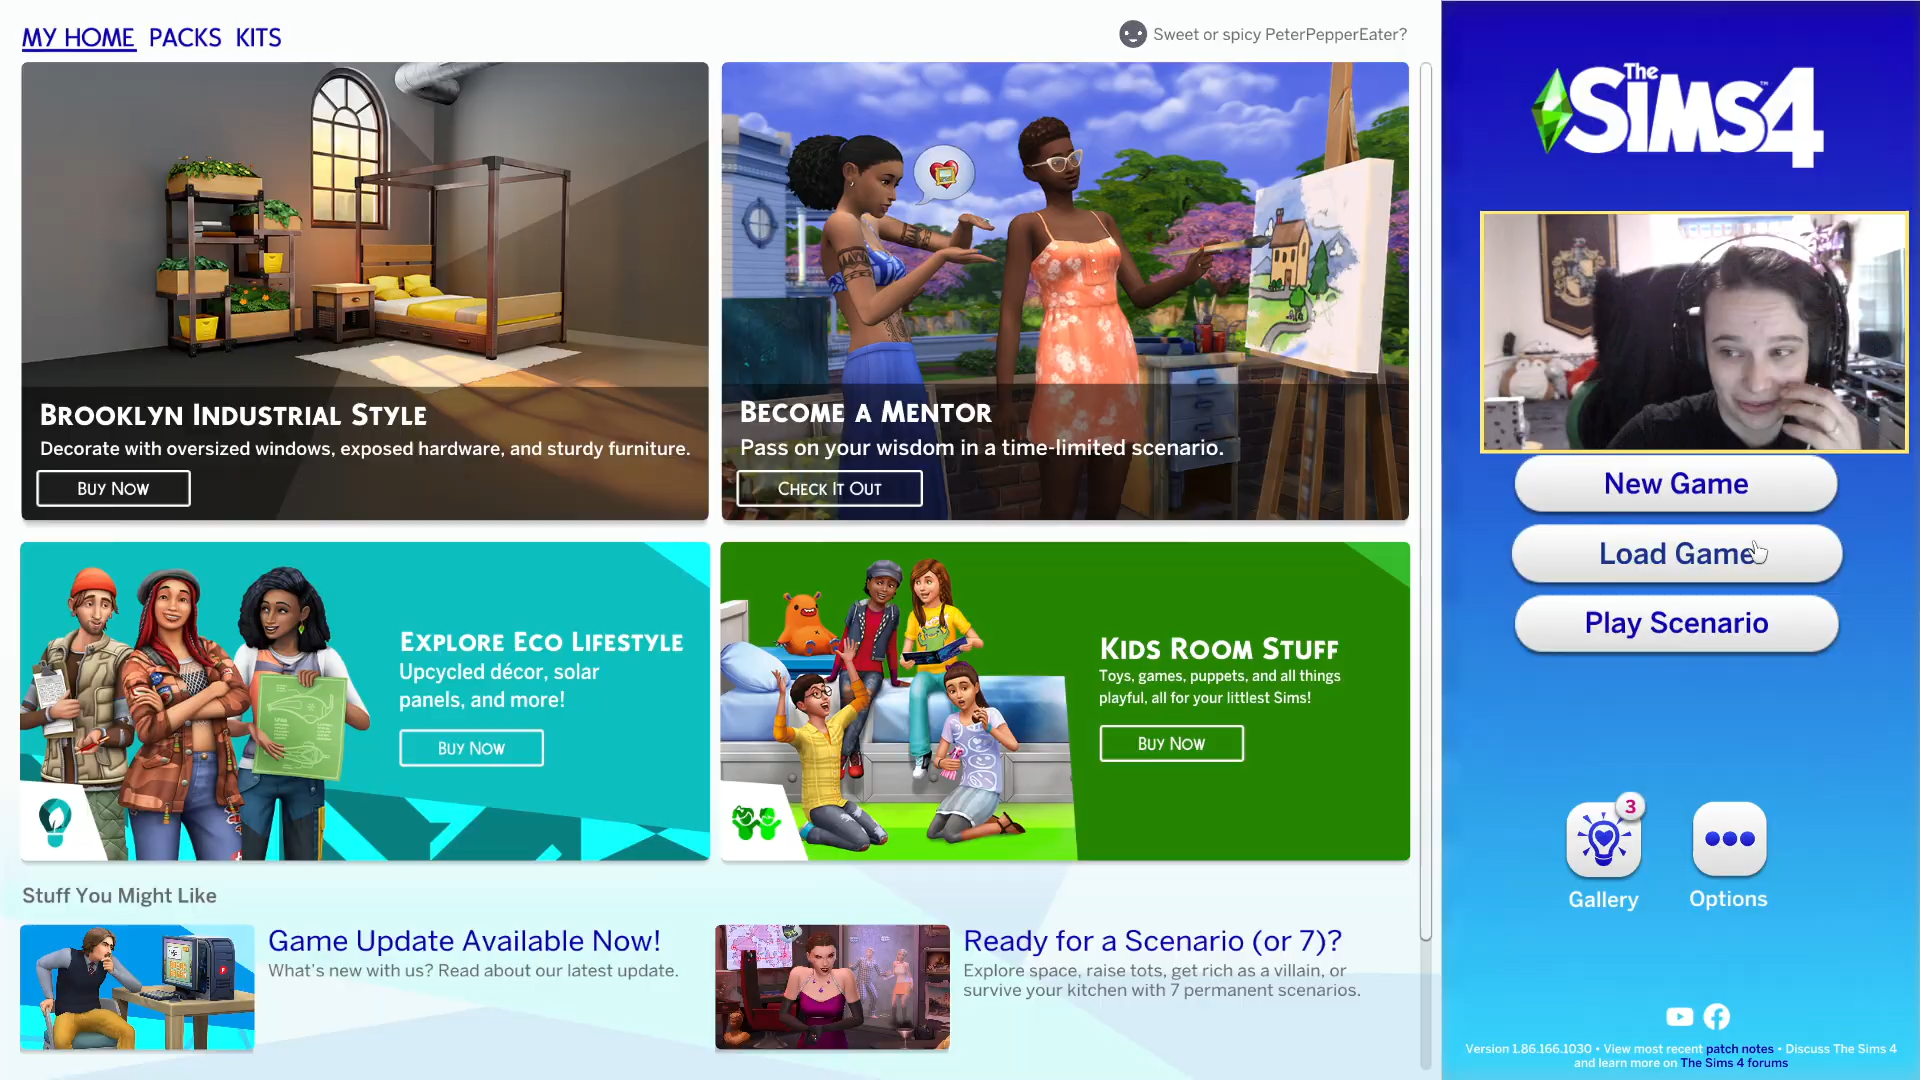 MY HOME PACKS KITS
Sweet or spicy PeterPepperEater?
BROOKLYN INDUSTRIAL STYLE
Decorate with oversized windows, exposed hardware, and sturdy furniture.
BUY NOW
BECOME A MENTOR
Pass on your wisdom in a time-limited scenario.
CHECK IT OUT
EXPLORE ECO LIFESTYLE
Upcycled décor, solar
panels, and more!
BUY NOW
KIDS ROOM STUFF
Toys, games, puppets, and all things
playful, all for your littlest Sims!
BUY NOW
Stuff You Might Like
Game Update Available Now!
What's new with us? Read about our latest update.
Ready for a Scenario (or 7)?
Explore space, raise tots, get rich as a villain, or
survive your kitchen with 7 permanent scenarios.
The
SiMS4
New Game
Load Game
Play Scenario
3
Gallery
Options
Version 1.86.166.1030 • View most recent patch notes • Discuss The Sims 4
and learn more on The Sims 4 forums